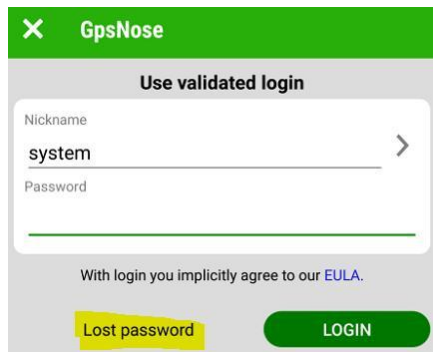 GpsNose
Use validated login
Nickname
system
Password
With login you implicitly agree to our EULA.
Lost password
LOGIN